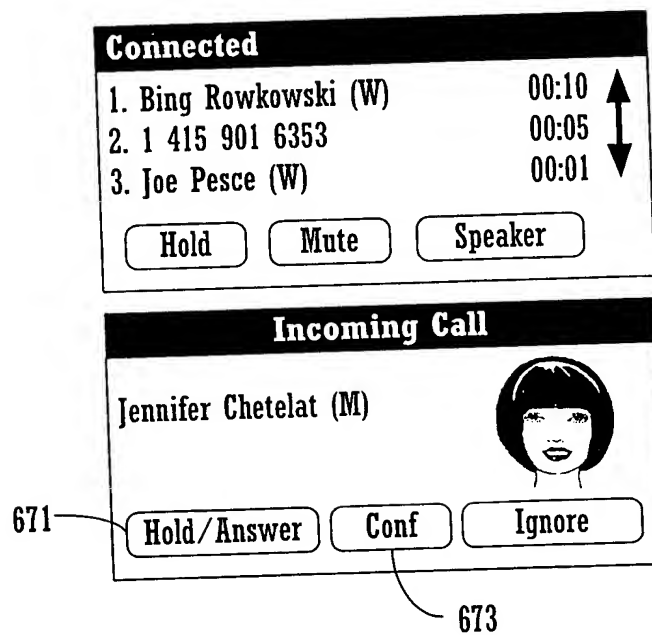 Connected
1. Bing Rowkowski (W) 00:10
2. 1 415 901 6353 00:05
3. Joe Pesce (W) 00:01
Hold Mute Speaker
Incoming Call
Jennifer Chetelat (M)
671 Hold/Answer Conf Ignore
673